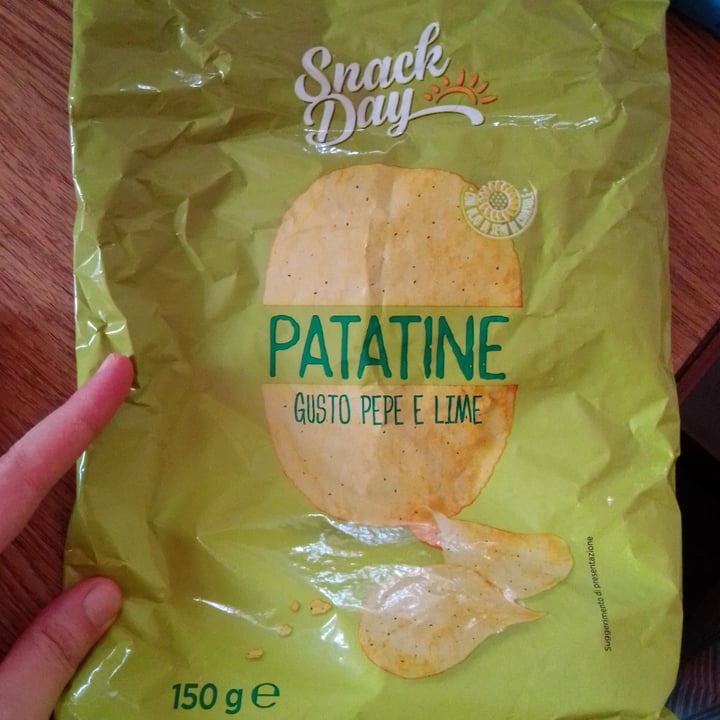 Snack
Day
PATATINE
GUSTO PEPE E LIME
Suggerimento di presentazione
150 g e